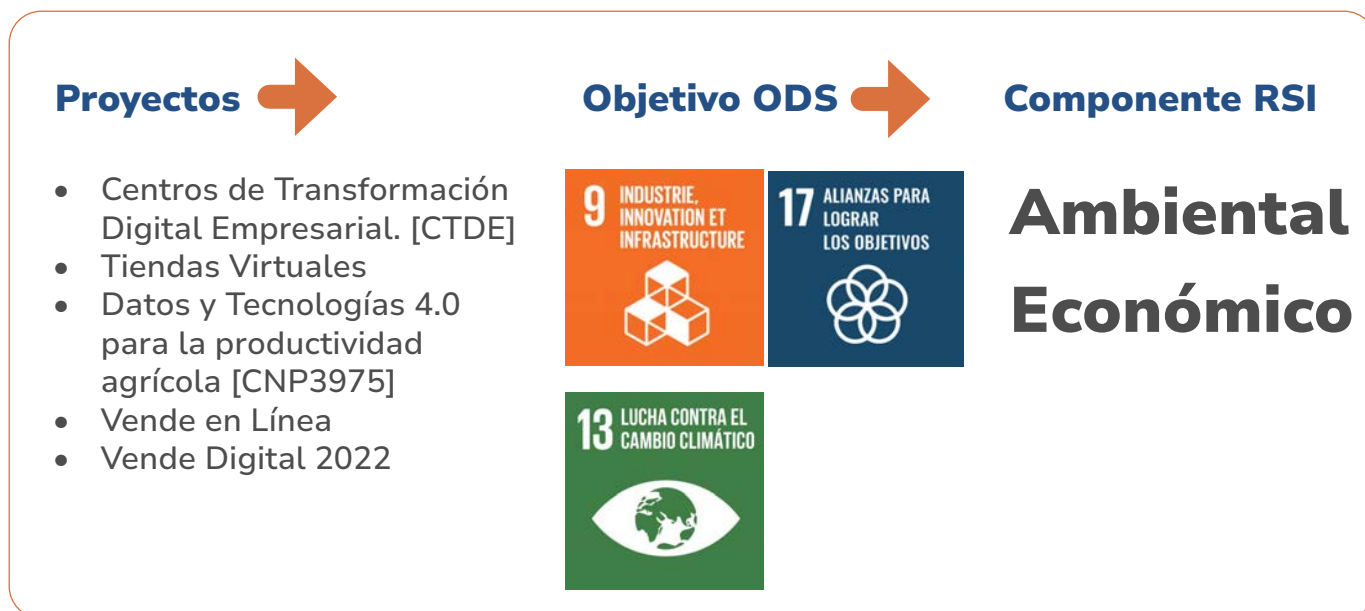 Proyectos
Objetivo ODS
Componente RSI
• Centros de Transformación
Digital Empresarial. [CTDE]
• Tiendas Virtuales
• Datos y Tecnologías 4.0
para la productividad
agrícola [CNP3975]
• Vende en Línea
• Vende Digital 2022
9 INDUSTRIE,
INNOVATION ET
INFRASTRUCTURE
17 ALIANZAS PARA
LOGRAR
LOS OBJETIVOS
13 LUCHA CONTRA EL
CAMBIO CLIMÁTICO
Ambiental
Económico